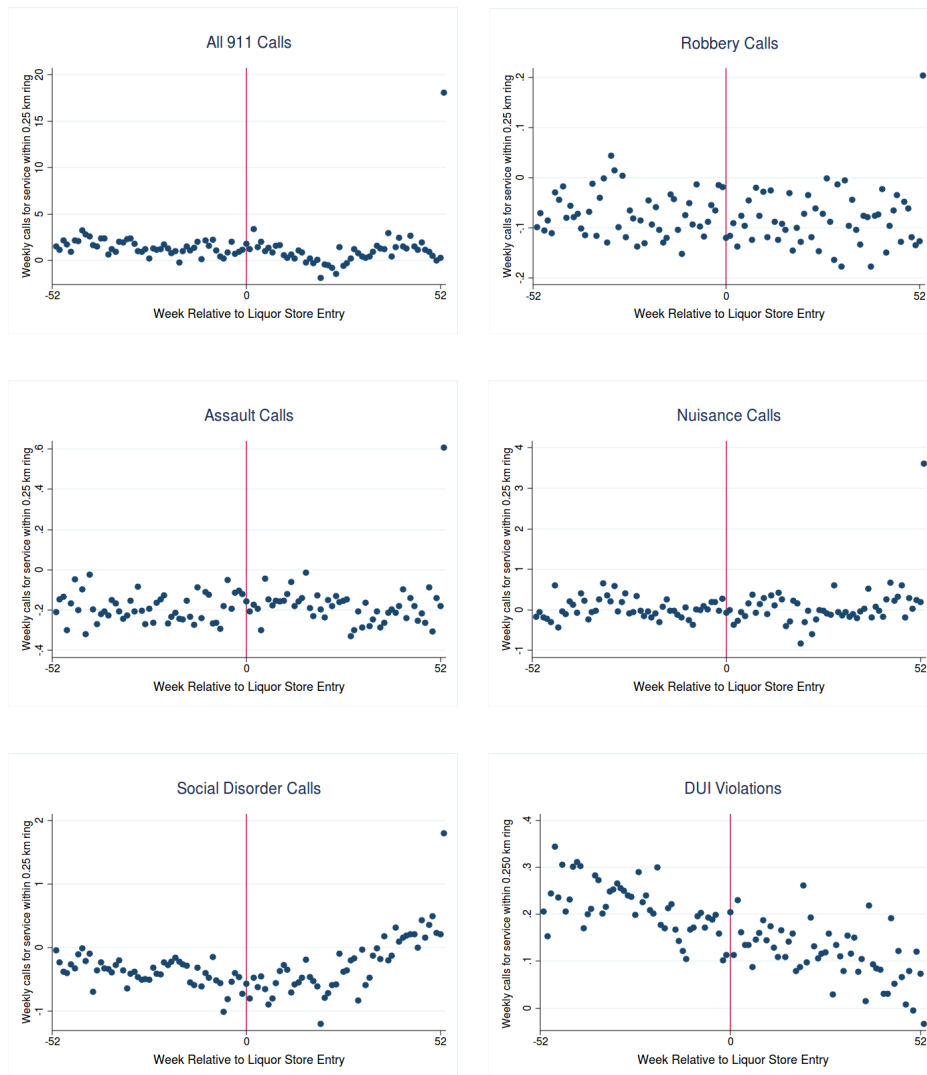 All 911 Calls
Weekly calls for service within 0.25 km ring
20
15
10
5
0
-52
0
52
Week Relative to Liquor Store Entry
Robbery Calls
Weekly calls for service within 0.25 km ring
.2
.1
0
-.1
-.2
-52
0
52
Week Relative to Liquor Store Entry
Assault Calls
Weekly calls for service within 0.25 km ring
.6
.4
.2
0
-.2
-.4
-52
0
52
Week Relative to Liquor Store Entry
Nuisance Calls
Weekly calls for service within 0.25 km ring
4
3
2
1
0
-1
-52
0
52
Week Relative to Liquor Store Entry
Social Disorder Calls
Weekly calls for service within 0.25 km ring
2
1
0
-1
-52
0
52
Week Relative to Liquor Store Entry
DUI Violations
Weekly calls for service within 0.250 km ring
.4
.3
.2
.1
0
-52
0
52
Week Relative to Liquor Store Entry